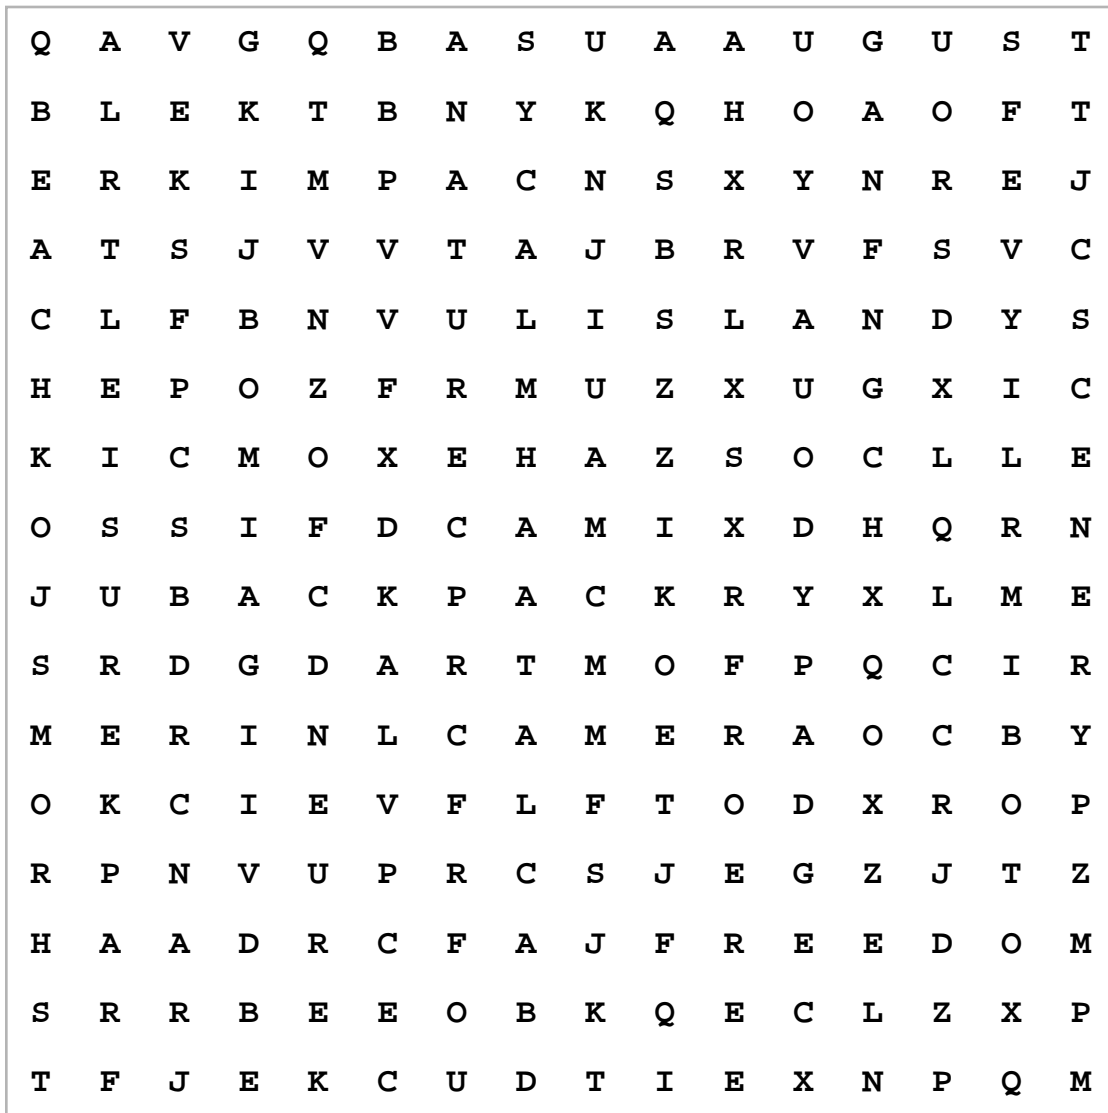 Q A V G Q B A S U A A U G U S T
B L E K T B N Y K Q H O A O F T
E R K I M P A C N S X Y N R E J
A T S J V V T A J B R V F S V C
C L F B N V U L I S L A N D Y S
H E P O Z F R M U Z X U G X I C
K I C M O X E H A Z S O C L L E
O S S I F D C A M I X D H Q R N
J U B A C K P A C K R Y X L M E
S R D G D A R T M O F P Q C I R
M E R I N L C A M E R A O C B Y
O K C I E V F L F T O D X R O P
R P N V U P R C S J E G Z J T Z
H A A D R C F A J F R E E D O M
S R R B E E O B K Q E C L Z X P
T F J E K C U D T I E X N P Q M